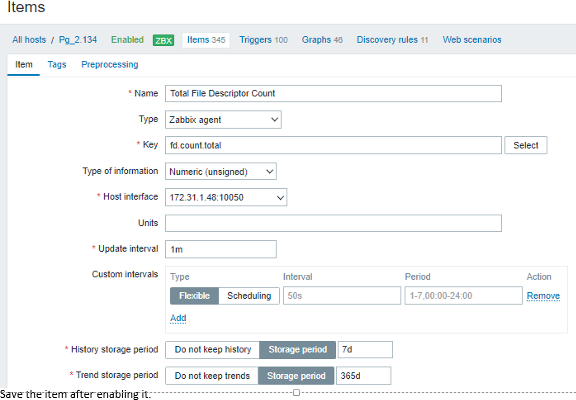 Items
All hosts / Pg_2.134 Enabled ZBX Items 345 Triggers 100 Graphs 46 Discovery rules 11 Web scenarios
Item Tags Preprocessing
* Name Total File Descriptor Count
Type Zabbix agent
* Key fd.count.total Select
Type of information Numeric (unsigned)
* Host interface 172.31.1.48:10050
Units
* Update interval 1m
Custom intervals Type Interval Period Action
Flexible Scheduling 50s 1-7,00:00-24:00 Remove
Add
* History storage period Do not keep history Storage period 7d
* Trend storage period Do not keep trends Storage period 365d
Save the item after enabling it.